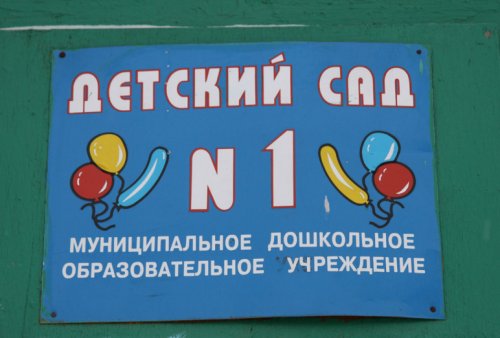 ДЕТСКИЙ САД
N 1
МУНИЦИПАЛЬНОЕ ДОШКОЛЬНОЕ
ОБРАЗОВАТЕЛЬНОЕ УЧРЕЖДЕНИЕ